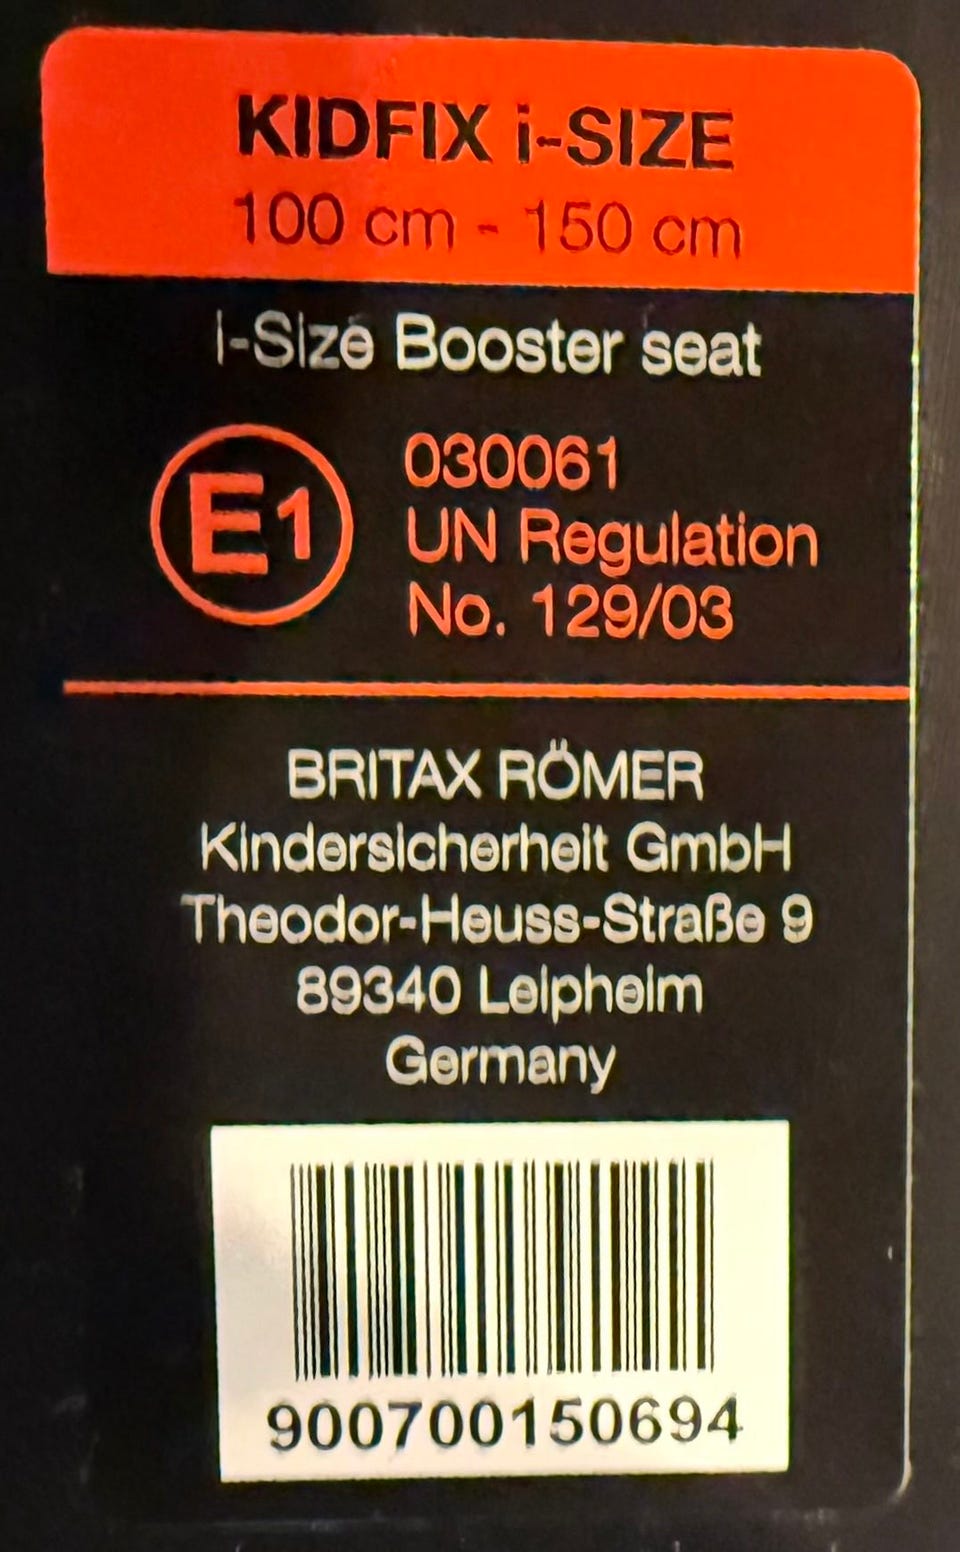 KIDFIX i-SIZE
100 cm - 150 cm
i-Size Booster seat
E1
030061
UN Regulation
No. 129/03
BRITAX RÖMER
Kindersicherheit GmbH
Theodor-Heuss-Straße 9
89340 Leipheim
Germany
900700150694